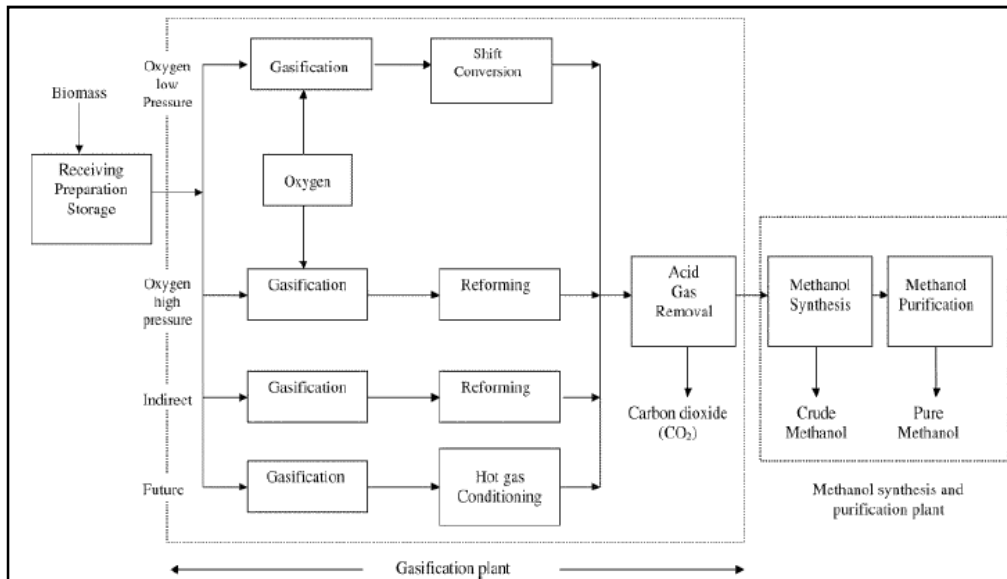 Biomass
Receiving
Preparation
Storage
Oxygen
low
Pressure
Gasification
Shift
Conversion
Oxygen
Oxygen
high
pressure
Gasification
Reforming
Acid
Gas
Removal
Methanol
Synthesis
Methanol
Purification
Indirect
Gasification
Reforming
Carbon dioxide
(CO₂)
Crude
Methanol
Pure
Methanol
Future
Gasification
Hot gas
Conditioning
Methanol synthesis and
purification plant
Gasification plant